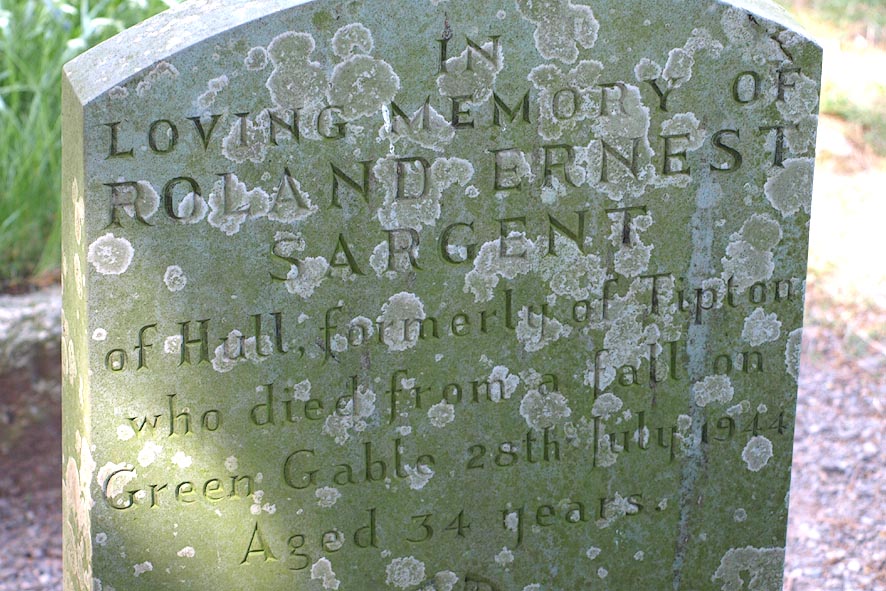 IN
LOVING MEMORY OF
ROLAND ERNEST
SARGENT
of Hull, formerly of Tipton
who died from a fall on
Green Gable 28th July 1944
Aged 34 years.